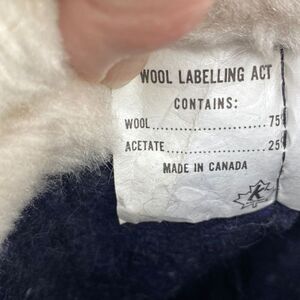 WOOL LABELLING ACT
CONTAINS:
WOOL.................75
ACETATE..............25
MADE IN CANADA
K